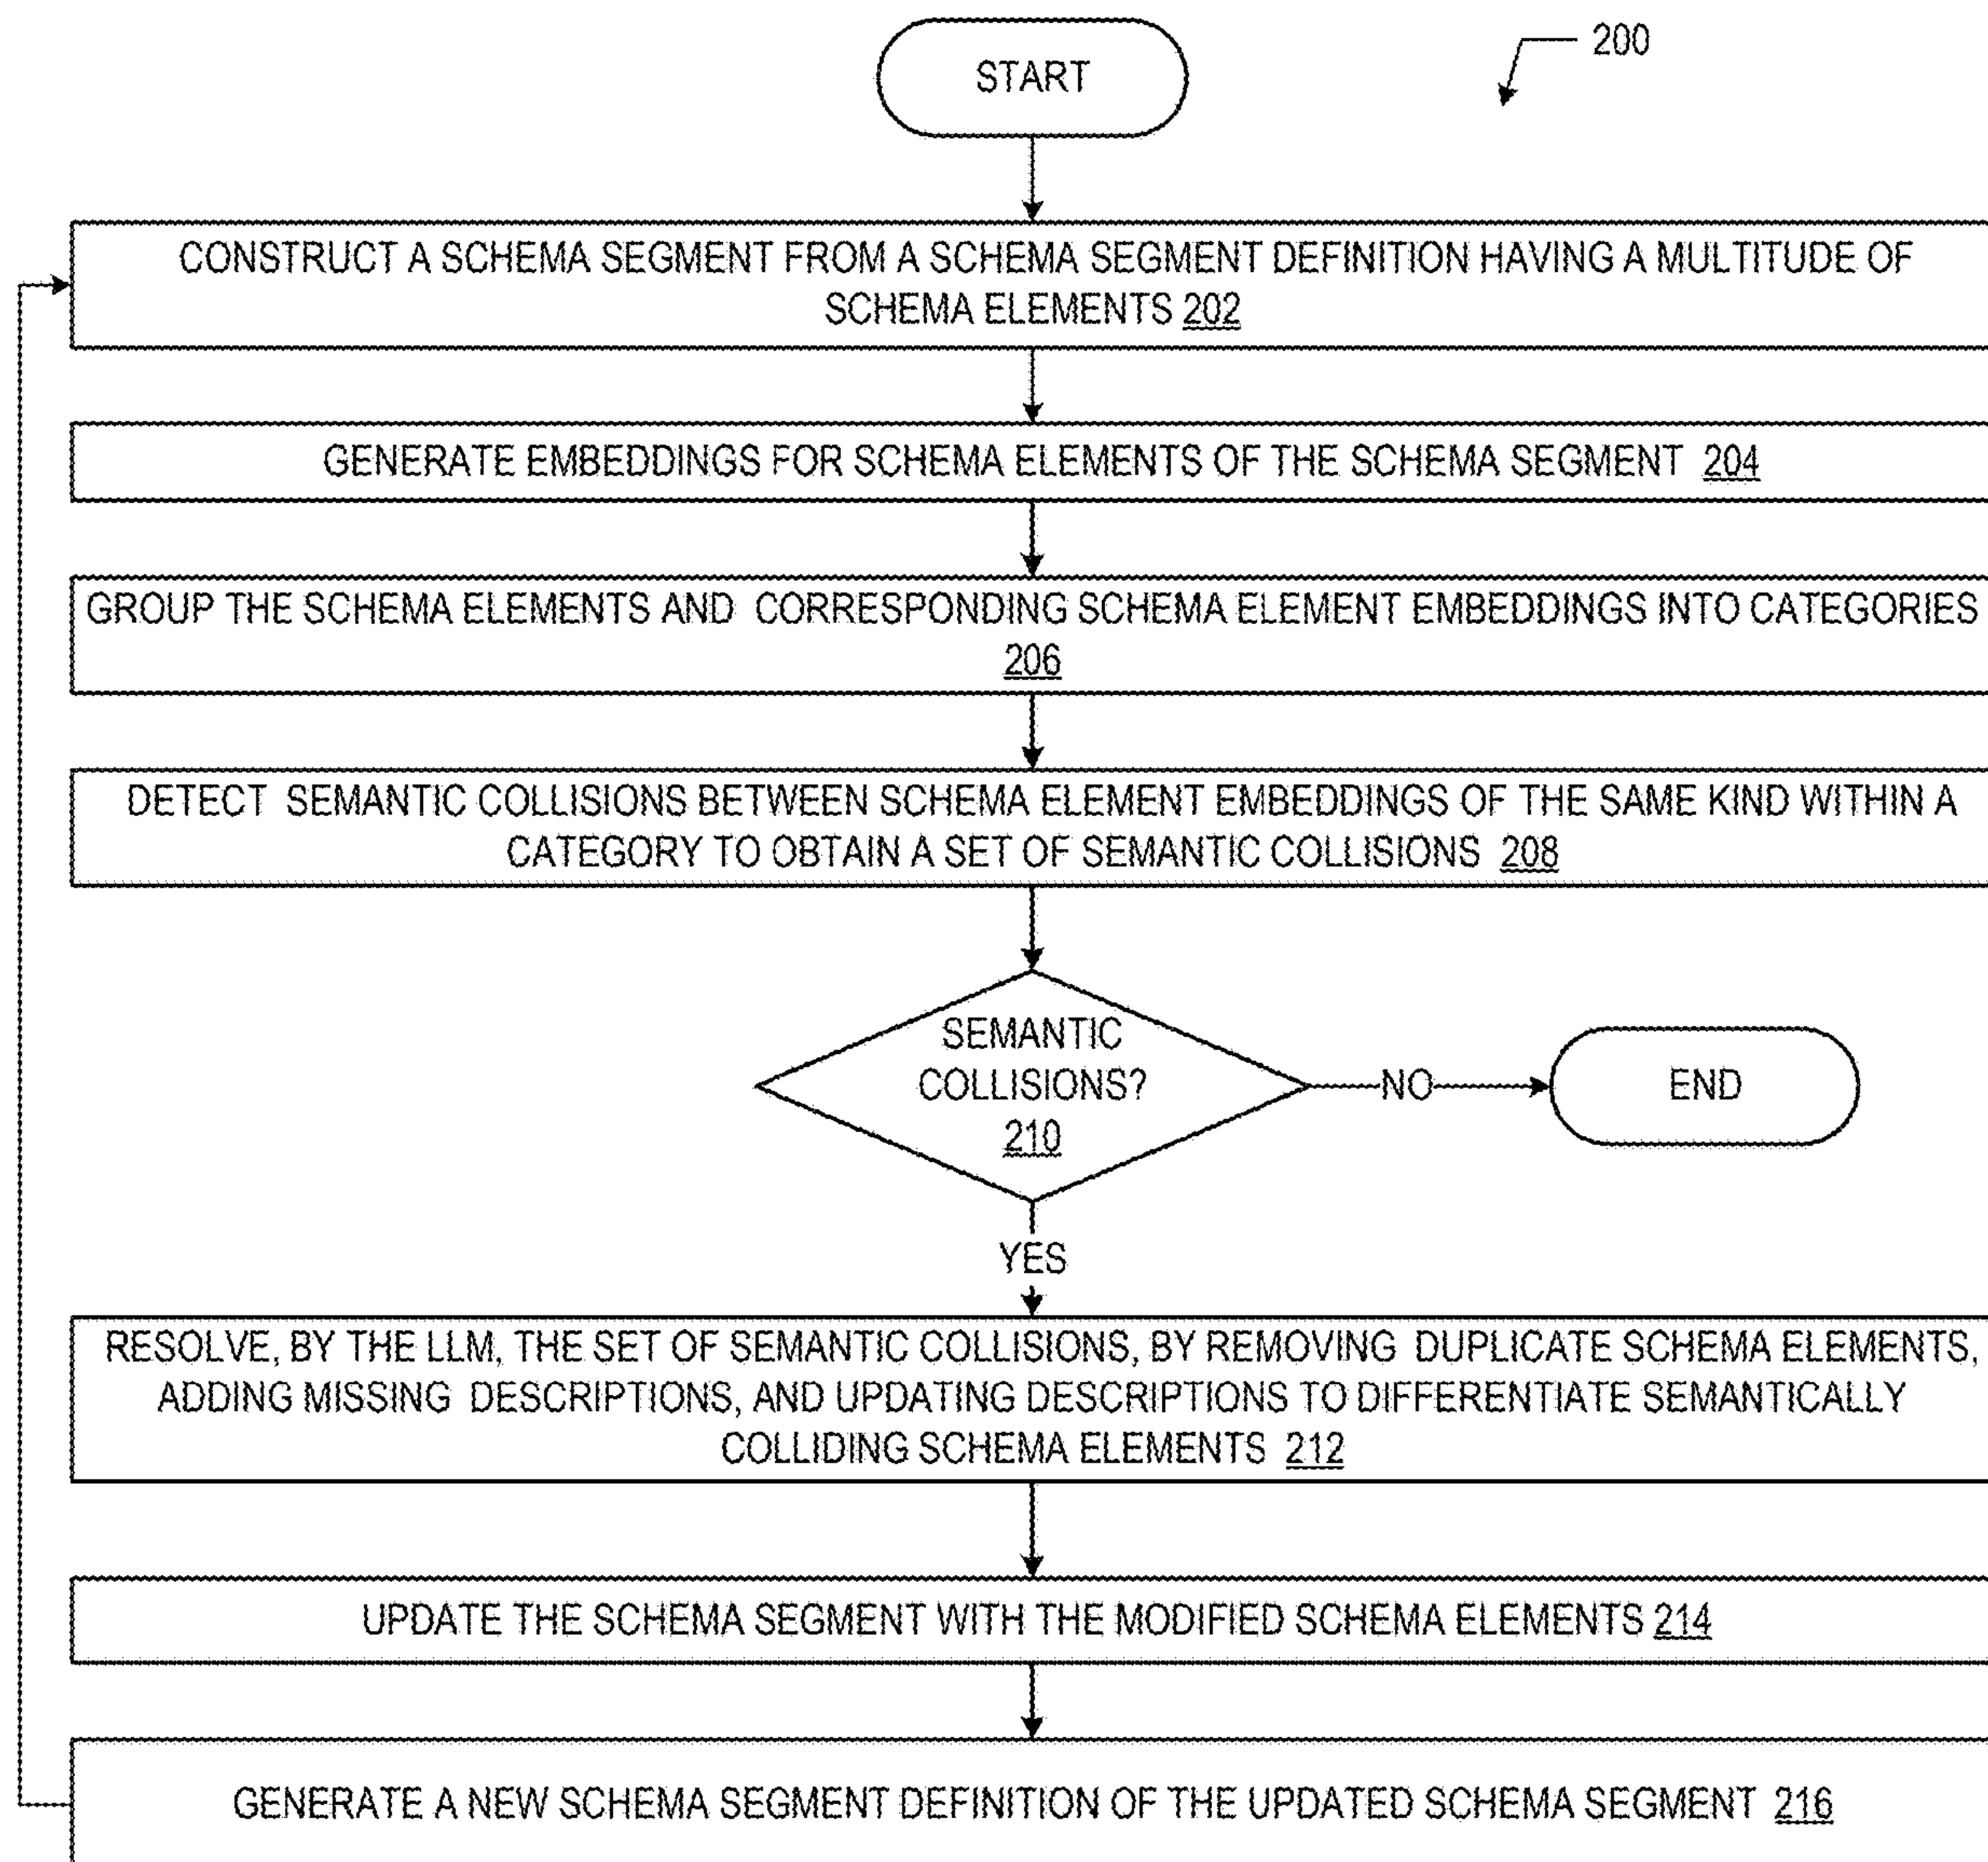 200
START
CONSTRUCT A SCHEMA SEGMENT FROM A SCHEMA SEGMENT DEFINITION HAVING A MULTITUDE OF
SCHEMA ELEMENTS 202
GENERATE EMBEDDINGS FOR SCHEMA ELEMENTS OF THE SCHEMA SEGMENT 204
GROUP THE SCHEMA ELEMENTS AND CORRESPONDING SCHEMA ELEMENT EMBEDDINGS INTO CATEGORIES
206
DETECT SEMANTIC COLLISIONS BETWEEN SCHEMA ELEMENT EMBEDDINGS OF THE SAME KIND WITHIN A
CATEGORY TO OBTAIN A SET OF SEMANTIC COLLISIONS 208
SEMANTIC
COLLISIONS?
210
NO
END
YES
RESOLVE, BY THE LLM, THE SET OF SEMANTIC COLLISIONS, BY REMOVING DUPLICATE SCHEMA ELEMENTS,
ADDING MISSING DESCRIPTIONS, AND UPDATING DESCRIPTIONS TO DIFFERENTIATE SEMANTICALLY
COLLIDING SCHEMA ELEMENTS 212
UPDATE THE SCHEMA SEGMENT WITH THE MODIFIED SCHEMA ELEMENTS 214
GENERATE A NEW SCHEMA SEGMENT DEFINITION OF THE UPDATED SCHEMA SEGMENT 216